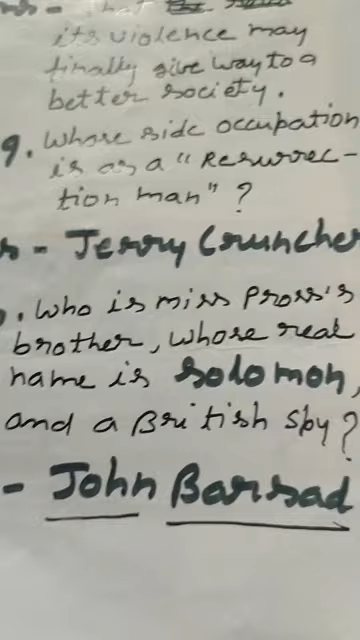 its violence may
finally give way to a
better society.
9. Whose side occupation
is as a "Resurrec-
tion man" ?
- Jerry Cruncher
. Who is miss Pross's
brother, whose real
name is Solomon,
and a British spy?
- John Barsad